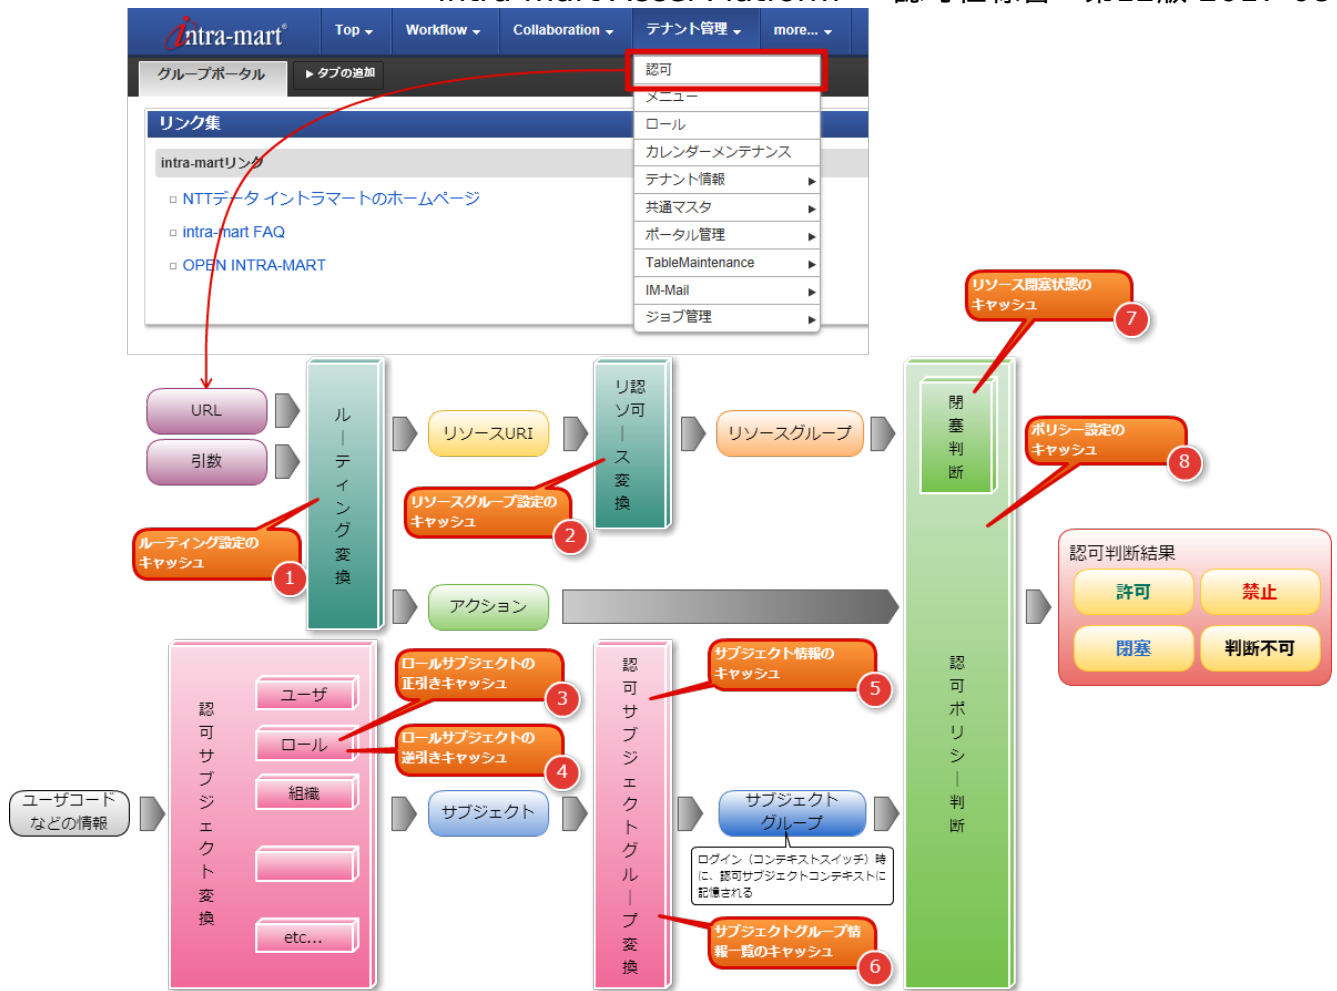 intra-mart
Top
Workflow
Collaboration
テナント管理
more...
グループポータル
タブの追加
認可
メニュー
ロール
カレンダーメンテナンス
テナント情報
共通マスタ
ポータル管理
TableMaintenance
IM-Mail
ジョブ管理
リンク集
intra-martリンク
NTTデータ イントラマートのホームページ
intra-mart FAQ
OPEN INTRA-MART
リソース閉塞状態の
キャッシュ
7
URL
引数
ルーティング変換
リソースURI
認可
リソース変換
リソースグループ
閉塞判断
ポリシー設定の
キャッシュ
8
リソースグループ設定の
キャッシュ
2
ルーティング設定の
キャッシュ
1
アクション
認可判断結果
許可
禁止
閉塞
判断不可
認可サブジェクト変換
ユーザ
ロール
組織
etc...
ロールサブジェクトの
正引きキャッシュ
3
ロールサブジェクトの
逆引きキャッシュ
4
認可サブジェクトグループ変換
サブジェクト情報の
キャッシュ
5
認可ポリシー判断
ユーザコード
などの情報
サブジェクト
サブジェクト
グループ
ログイン（コンテキストスイッチ）時
に、認可サブジェクトコンテキストに
記憶される
サブジェクトグループ情
報一覧のキャッシュ
6